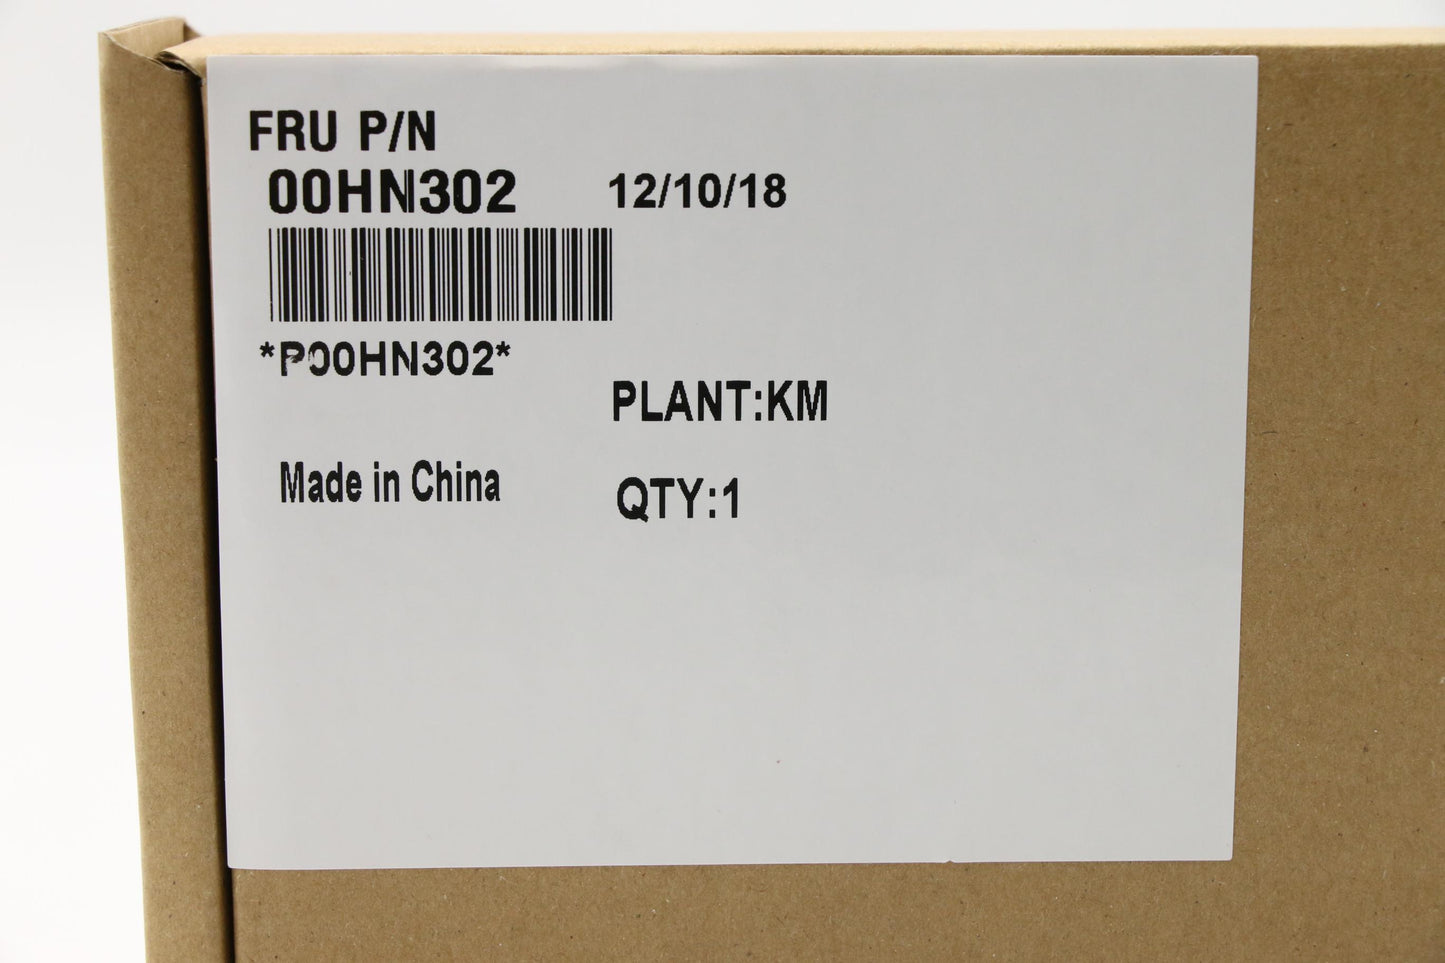 FRU P/N
00HN302 12/10/18
*P00HN302*
PLANT:KM
Made in China
QTY:1